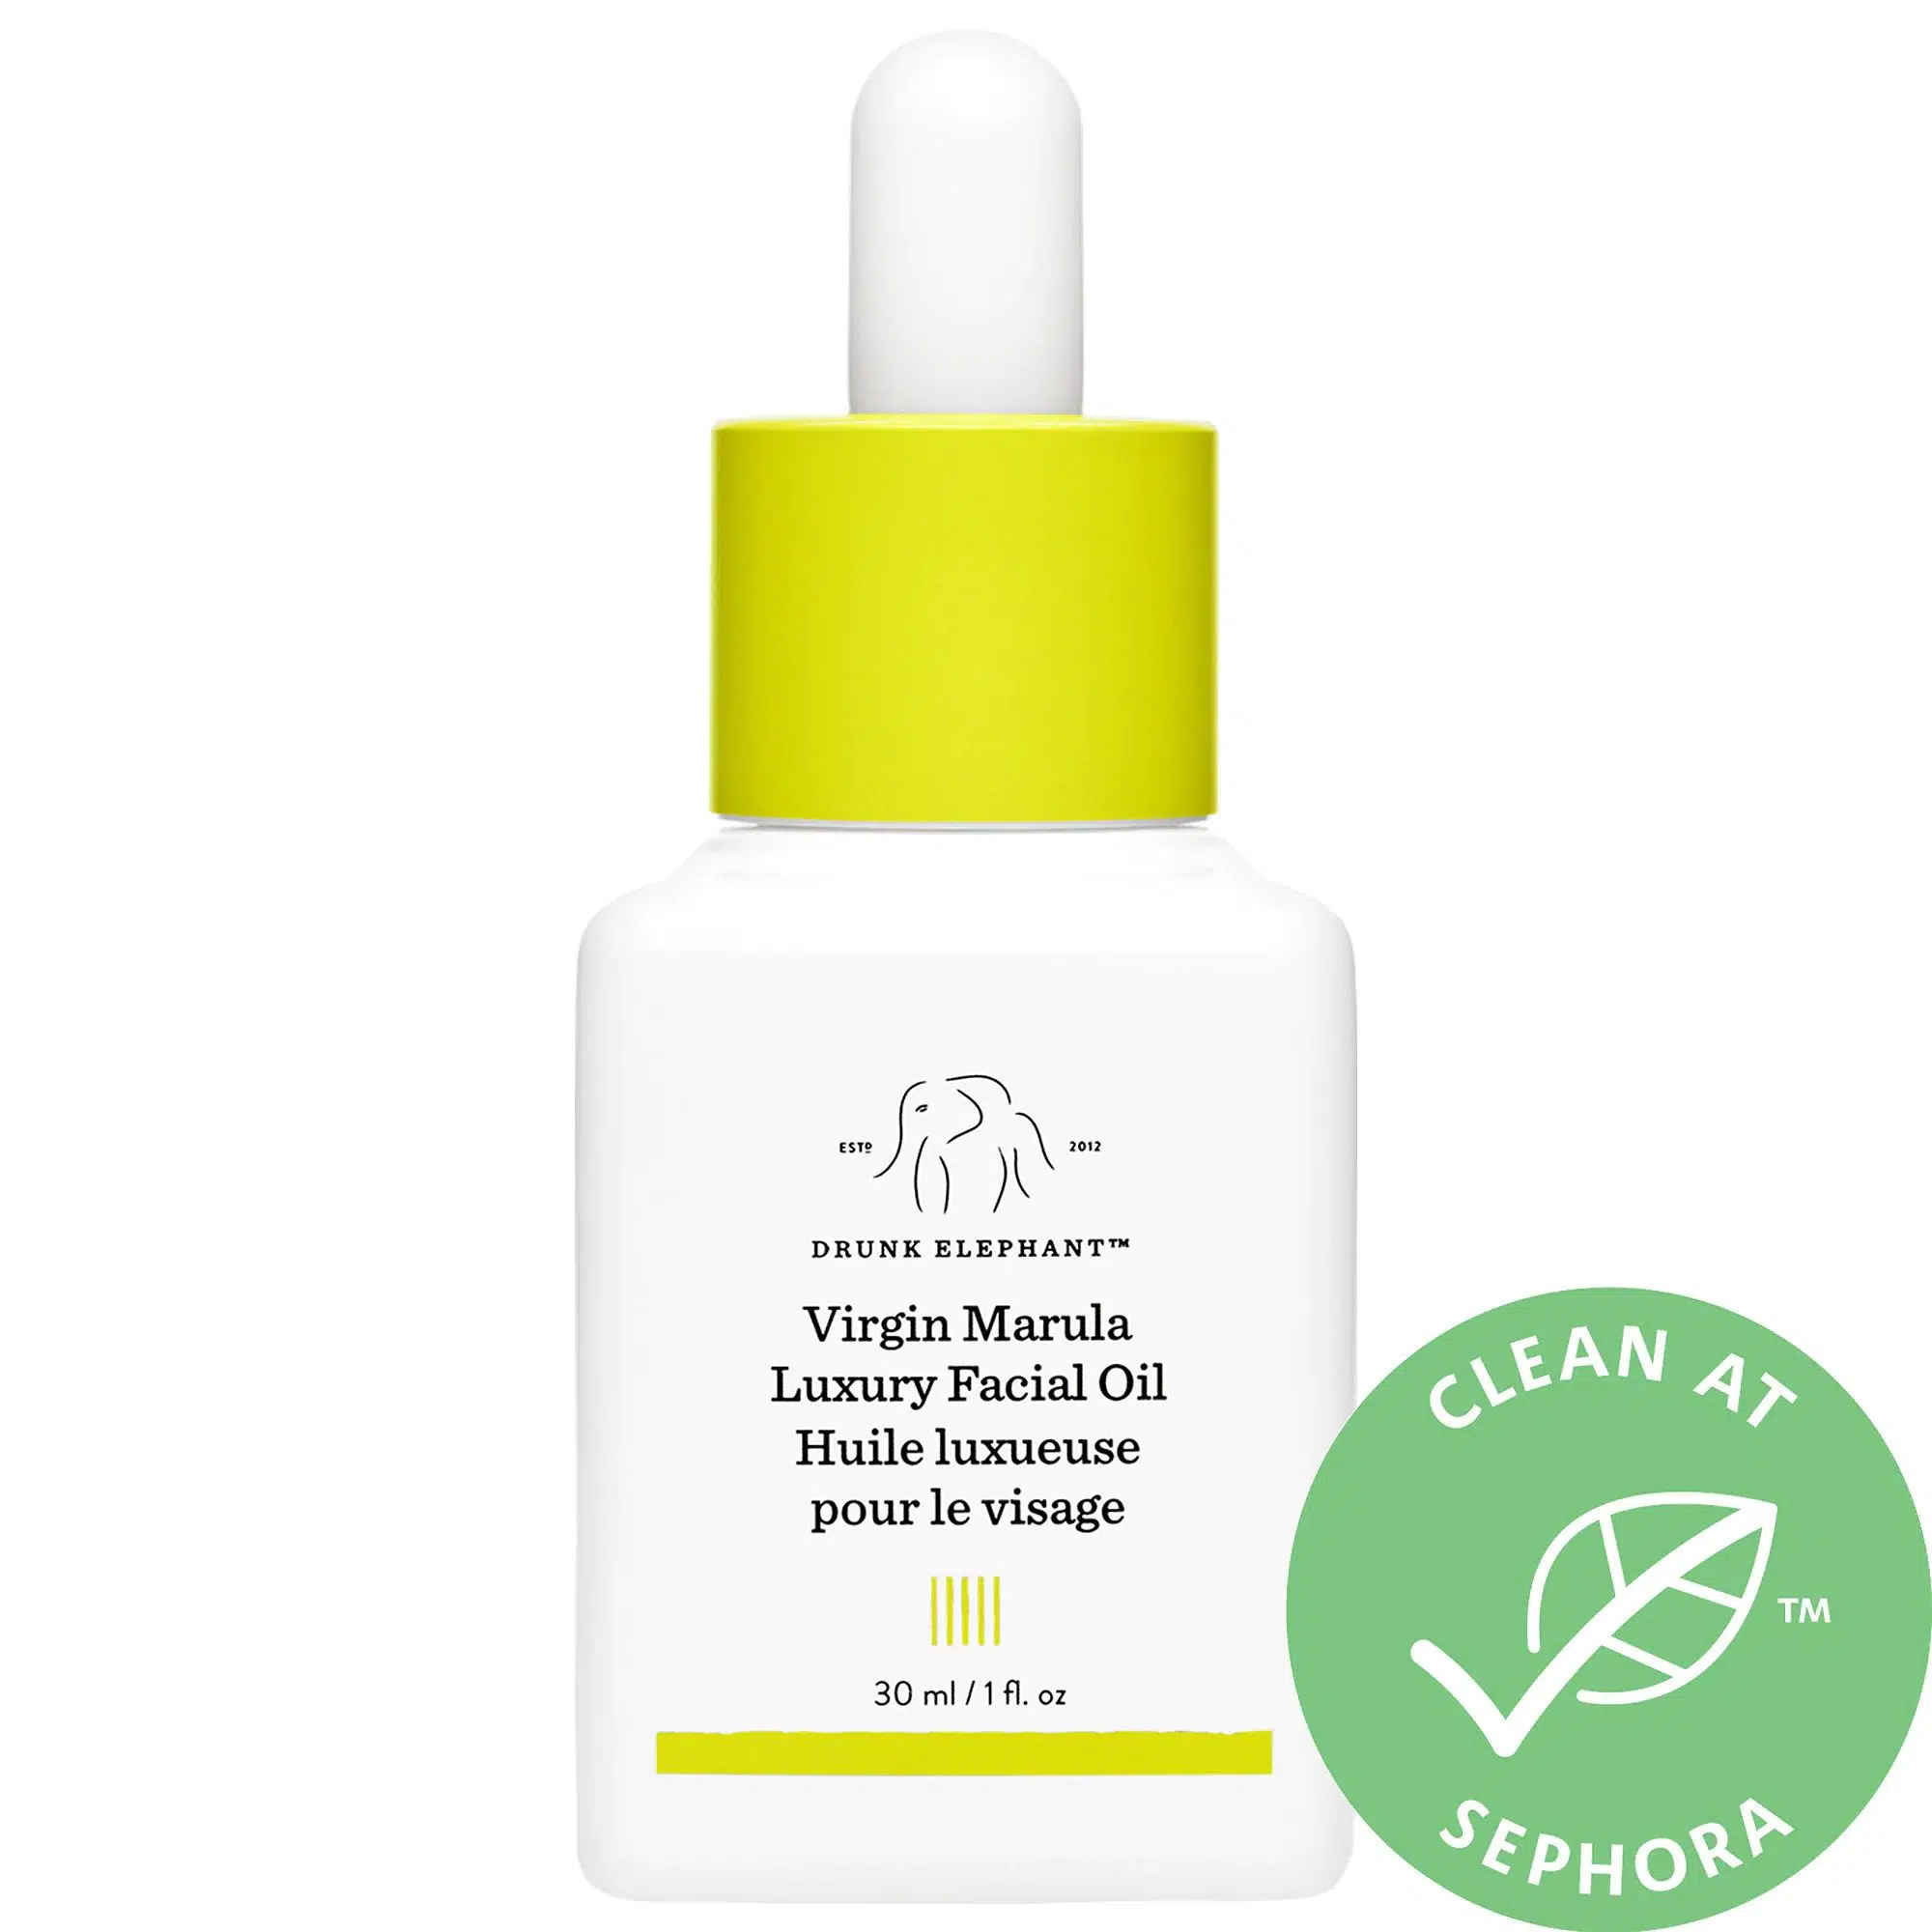 ESTD 2012
DRUNK ELEPHANT™
Virgin Marula
Luxury Facial Oil
Huile luxueuse
pour le visage
30 ml / 1 fl. oz
CLEAN AT
TM
SEPHORA